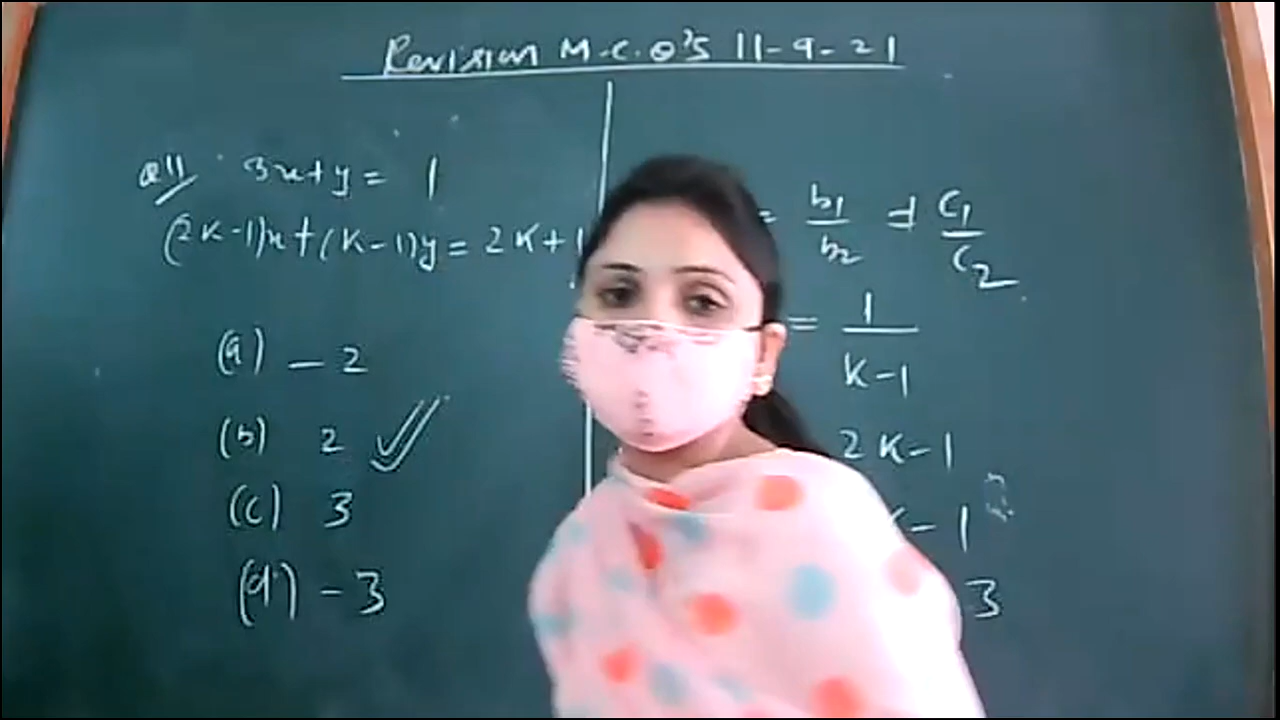 Revision M.C.Q's 11-9-21
Q11 3x+y = 1
(2K-1)x+(K-1)y = 2K+1
(a) -2
(b) 2
(c) 3
(d) -3
= b1/b2 ≠ C1/C2
= 1/K-1
2K-1
K-1
3